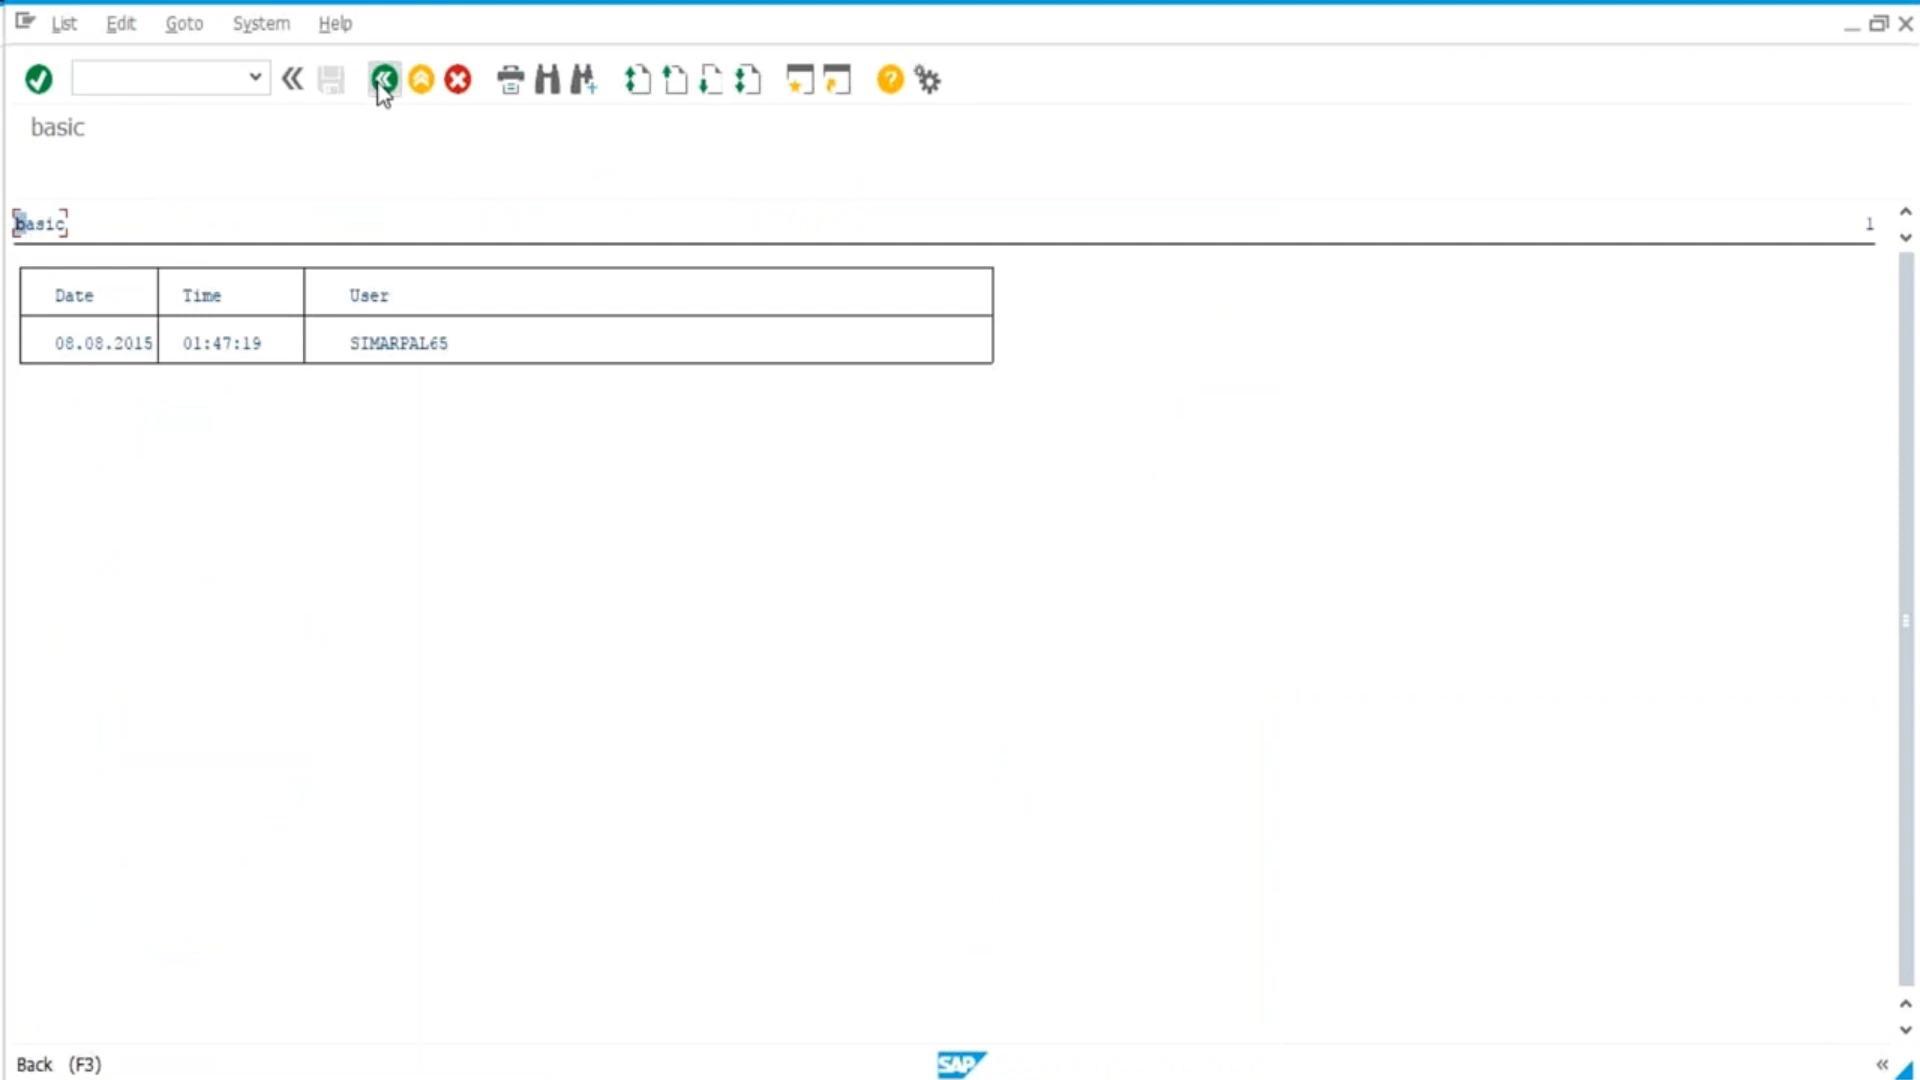 List Edit Goto System Help
basic
basic 1
Date Time User
08.08.2015 01:47:19 SIMARPAL65
Back (F3) SAP